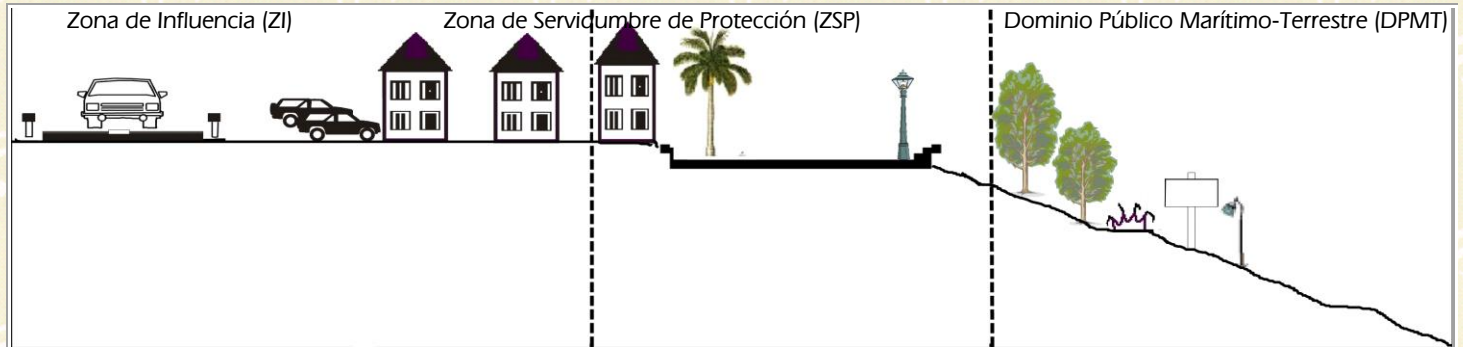 Zona de Influencia (ZI) Zona de Servidumbre de Protección (ZSP) Dominio Público Marítimo-Terrestre (DPMT)